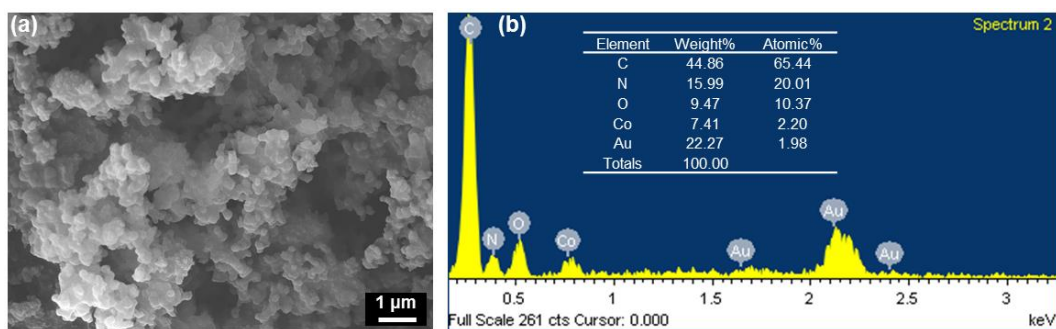 (a)
1 μm
(b)
Spectrum 2
C
Element Weight% Atomic%
C 44.86 65.44
N 15.99 20.01
O 9.47 10.37
Co 7.41 2.20
Au 22.27 1.98
Totals 100.00
N
O
Co
Au
Au
Au
0.5 1 1.5 2 2.5 3
Full Scale 261 cts Cursor: 0.000 keV